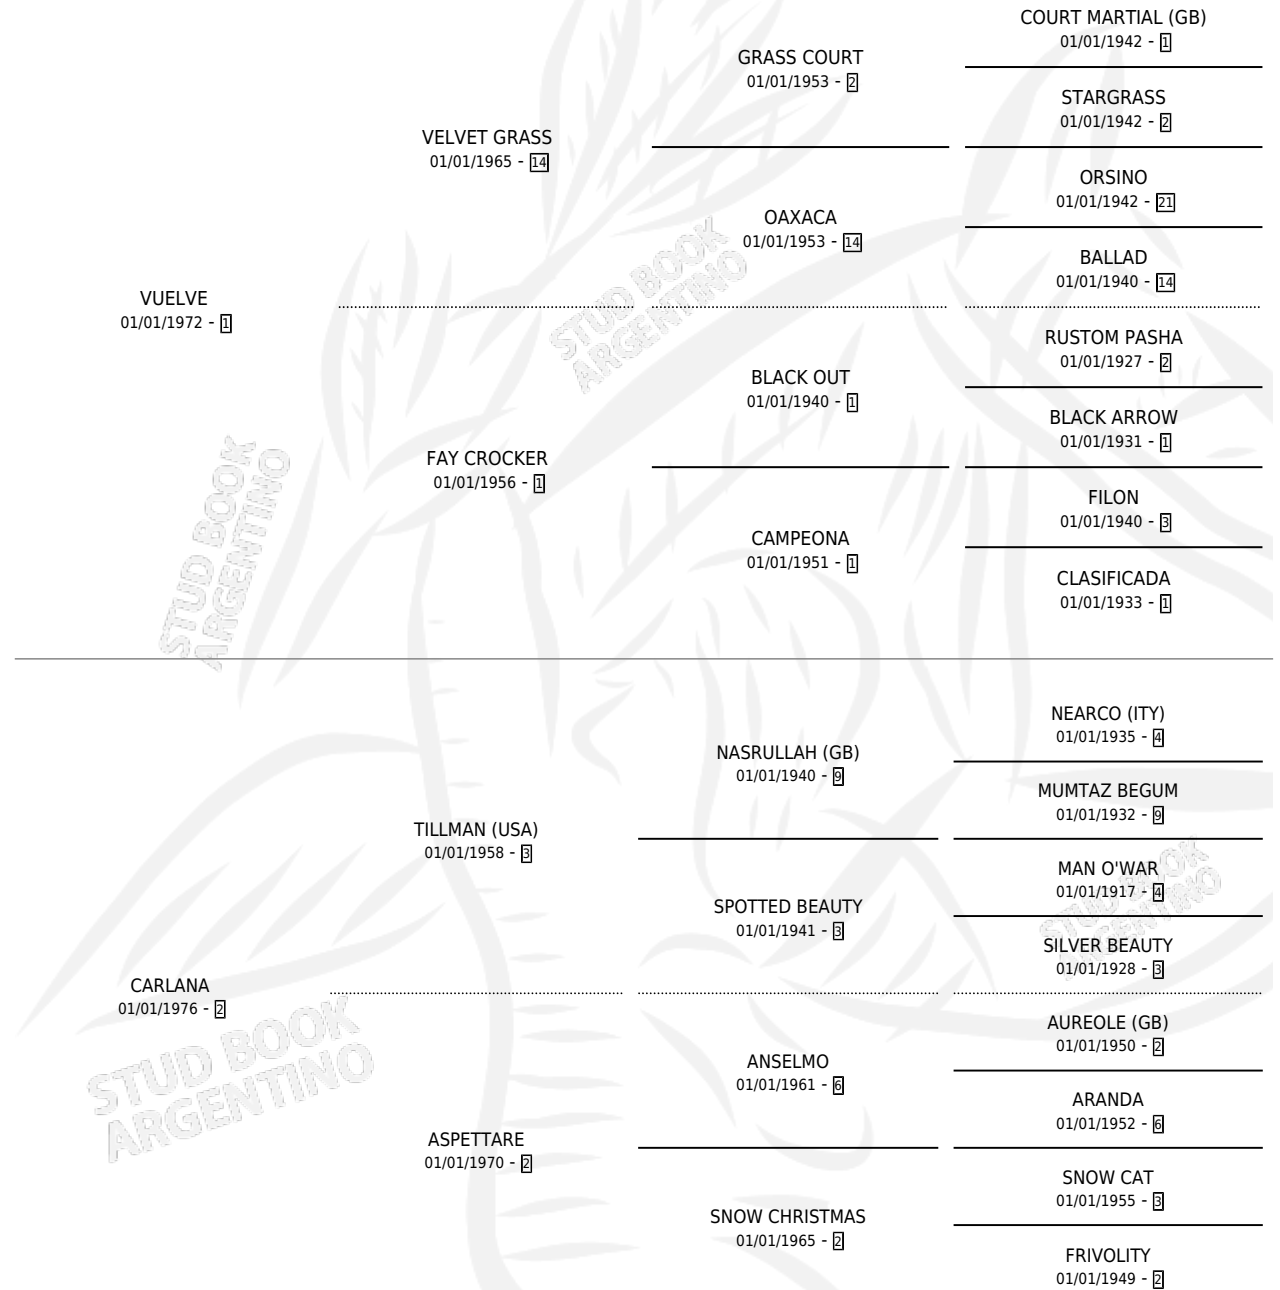 COURT MARTIAL (GB)
01/01/1942 - 1
GRASS COURT
01/01/1953 - 2
STARGRASS
01/01/1942 - 2
VELVET GRASS
01/01/1965 - 14
ORSINO
01/01/1942 - 21
OAXACA
01/01/1953 - 14
BALLAD
01/01/1940 - 14
VUELVE
01/01/1972 - 1
STUD BOOK
ARGENTINO
RUSTOM PASHA
01/01/1927 - 2
BLACK OUT
01/01/1940 - 1
BLACK ARROW
01/01/1931 - 1
FAY CROCKER
01/01/1956 - 1
FILON
01/01/1940 - 3
CAMPEONA
01/01/1951 - 1
CLASIFICADA
01/01/1933 - 1
STUD BOOK
ARGENTINO
NEARCO (ITY)
01/01/1935 - 4
NASRULLAH (GB)
01/01/1940 - 9
MUMTAZ BEGUM
01/01/1932 - 9
TILLMAN (USA)
01/01/1958 - 3
MAN O'WAR
01/01/1917 - 4
SPOTTED BEAUTY
01/01/1941 - 3
SILVER BEAUTY
01/01/1928 - 3
STUD BOOK
ARGENTINO
CARLANA
01/01/1976 - 2
AUREOLE (GB)
01/01/1950 - 2
ANSELMO
01/01/1961 - 6
ARANDA
01/01/1952 - 6
STUD BOOK
ARGENTINO
ASPETTARE
01/01/1970 - 2
SNOW CAT
01/01/1955 - 3
SNOW CHRISTMAS
01/01/1965 - 2
FRIVOLITY
01/01/1949 - 2